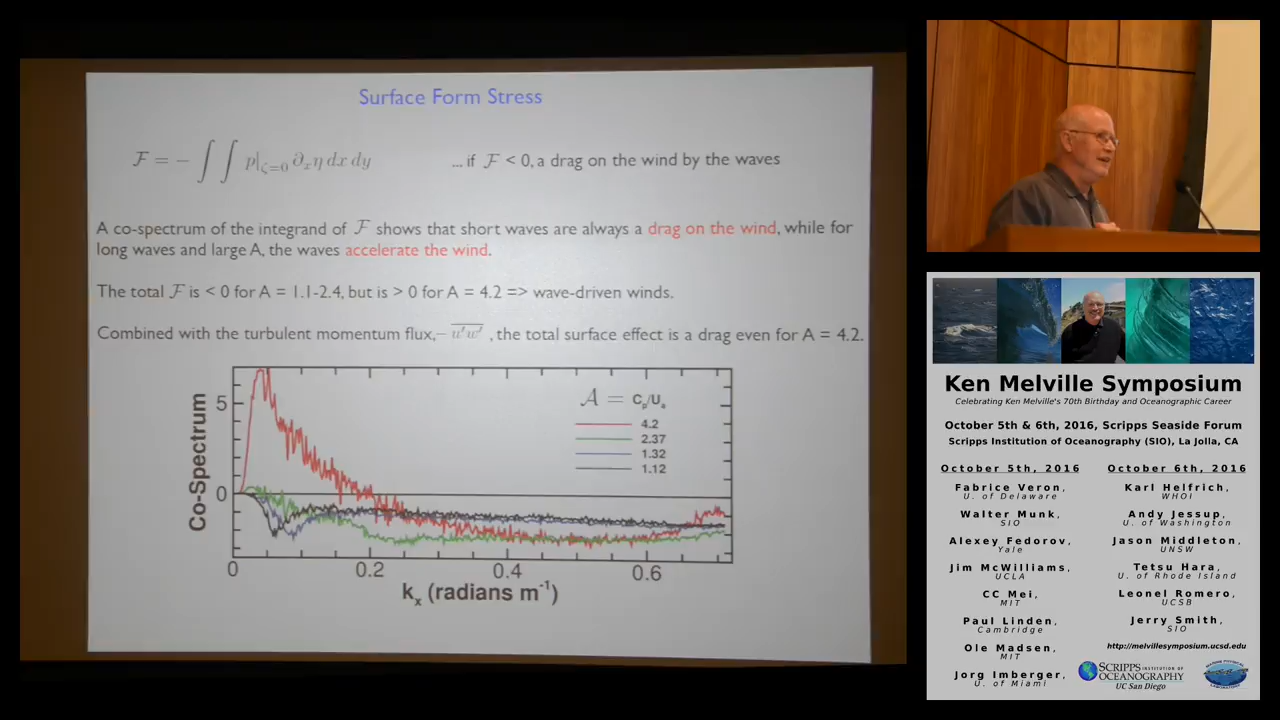 Surface Form Stress
ℱ = − ∫∫ p|ζ=0 ∂xη dx dy
... if ℱ < 0, a drag on the wind by the waves
A co-spectrum of the integrand of ℱ shows that short waves are always a drag on the wind, while for
long waves and large A, the waves accelerate the wind.
The total ℱ is < 0 for A = 1.1-2.4, but is > 0 for A = 4.2 => wave-driven winds.
Combined with the turbulent momentum flux, − u'w' , the total surface effect is a drag even for A = 4.2.
Co-Spectrum
5
0
𝒜 = Cp/Ua
4.2
2.37
1.32
1.12
0
0.2
0.4
0.6
kx (radians m-1)
Ken Melville Symposium
Celebrating Ken Melville's 70th Birthday and Oceanographic Career
October 5th & 6th, 2016, Scripps Seaside Forum
Scripps Institution of Oceanography (SIO), La Jolla, CA
October 5th, 2016
Fabrice Veron,
U. of Delaware
Walter Munk,
SIO
Alexey Fedorov,
Yale
Jim McWilliams,
UCLA
CC Mei,
MIT
Paul Linden,
Cambridge
Ole Madsen,
MIT
Jorg Imberger,
U. of Miami
October 6th, 2016
Karl Helfrich,
WHOI
Andy Jessup,
U. of Washington
Jason Middleton,
UNSW
Tetsu Hara,
U. of Rhode Island
Leonel Romero,
UCSB
Jerry Smith,
SIO
http://melvillesymposium.ucsd.edu
SCRIPPS INSTITUTION OF
OCEANOGRAPHY
UC San Diego